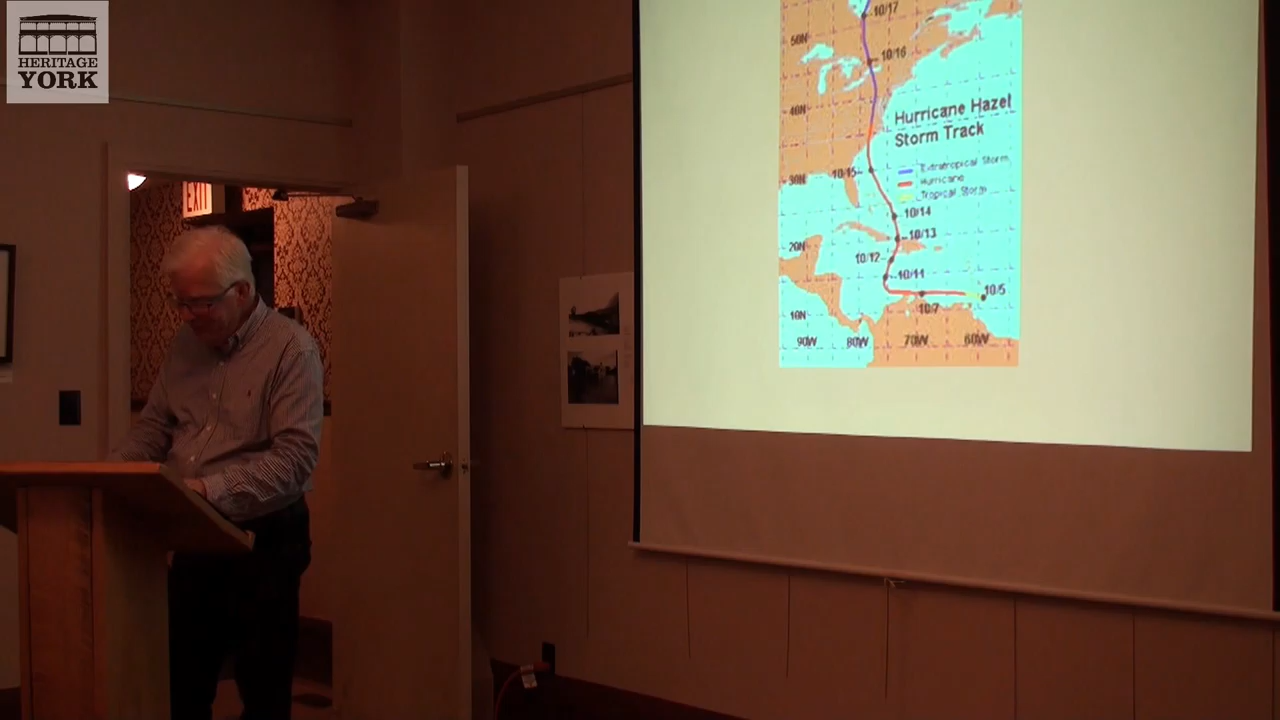 HERITAGE
YORK
EXIT
10/17
50N
10/16
40N
Hurricane Hazel
Storm Track
Extratropical Storm
Hurricane
Tropical Storm
10/15
30N
10/14
10/13
20N
10/12
10/11
10/5
10/7
10N
90W 80W 70W 60W